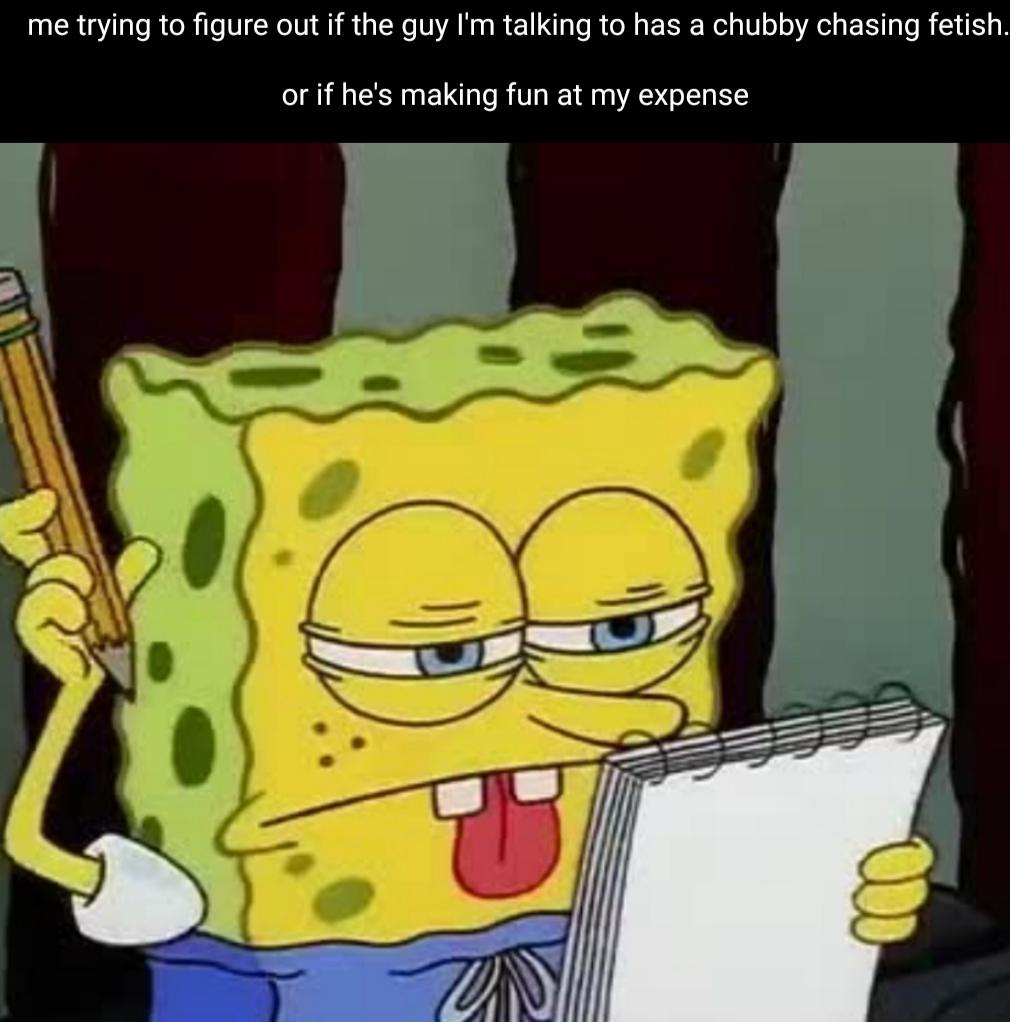 me trying to figure out if the guy I'm talking to has a chubby chasing fetish.
or if he's making fun at my expense